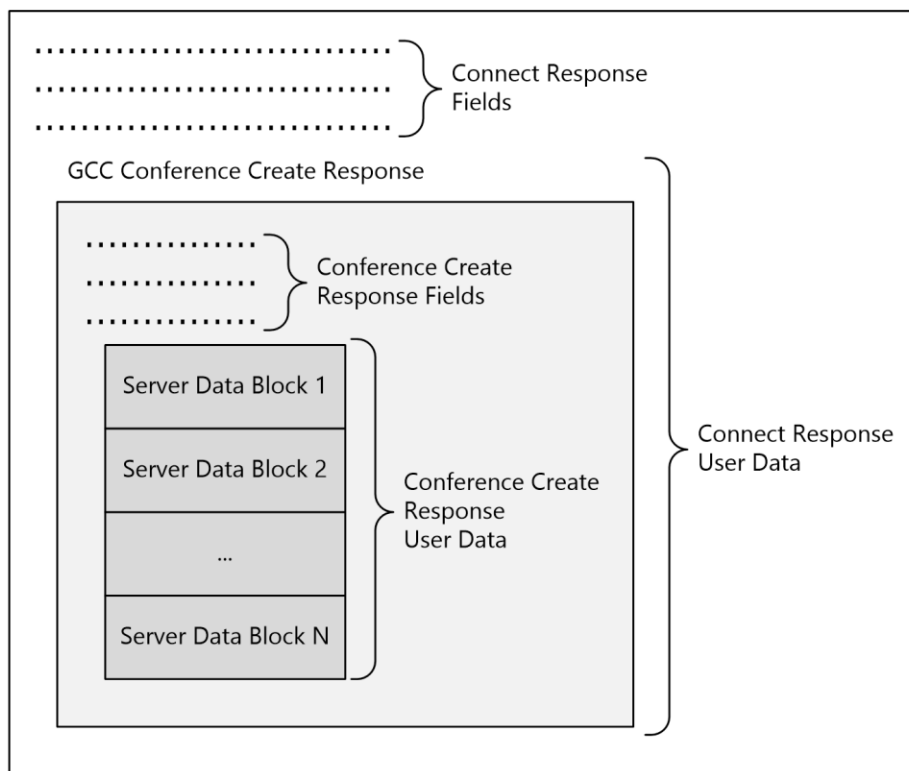 Connect Response
Fields
GCC Conference Create Response
Conference Create
Response Fields
Server Data Block 1
Server Data Block 2
...
Server Data Block N
Conference Create
Response
User Data
Connect Response
User Data